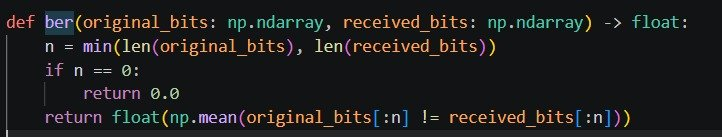 def ber(original_bits: np.ndarray, received_bits: np.ndarray) -> float:
    n = min(len(original_bits), len(received_bits))
    if n == 0:
        return 0.0
    return float(np.mean(original_bits[:n] != received_bits[:n]))